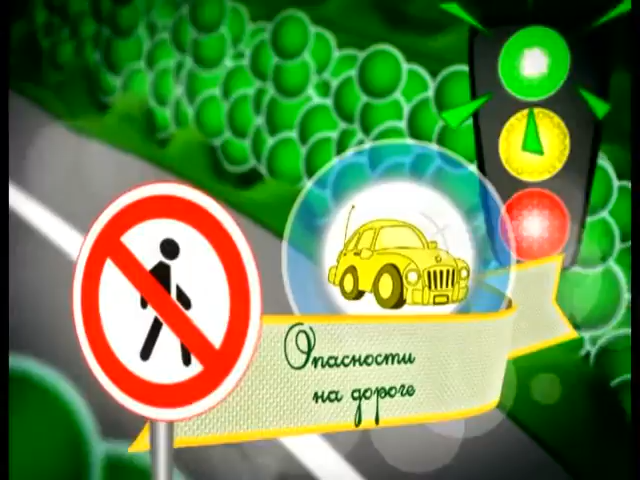 Опасности
на дороге